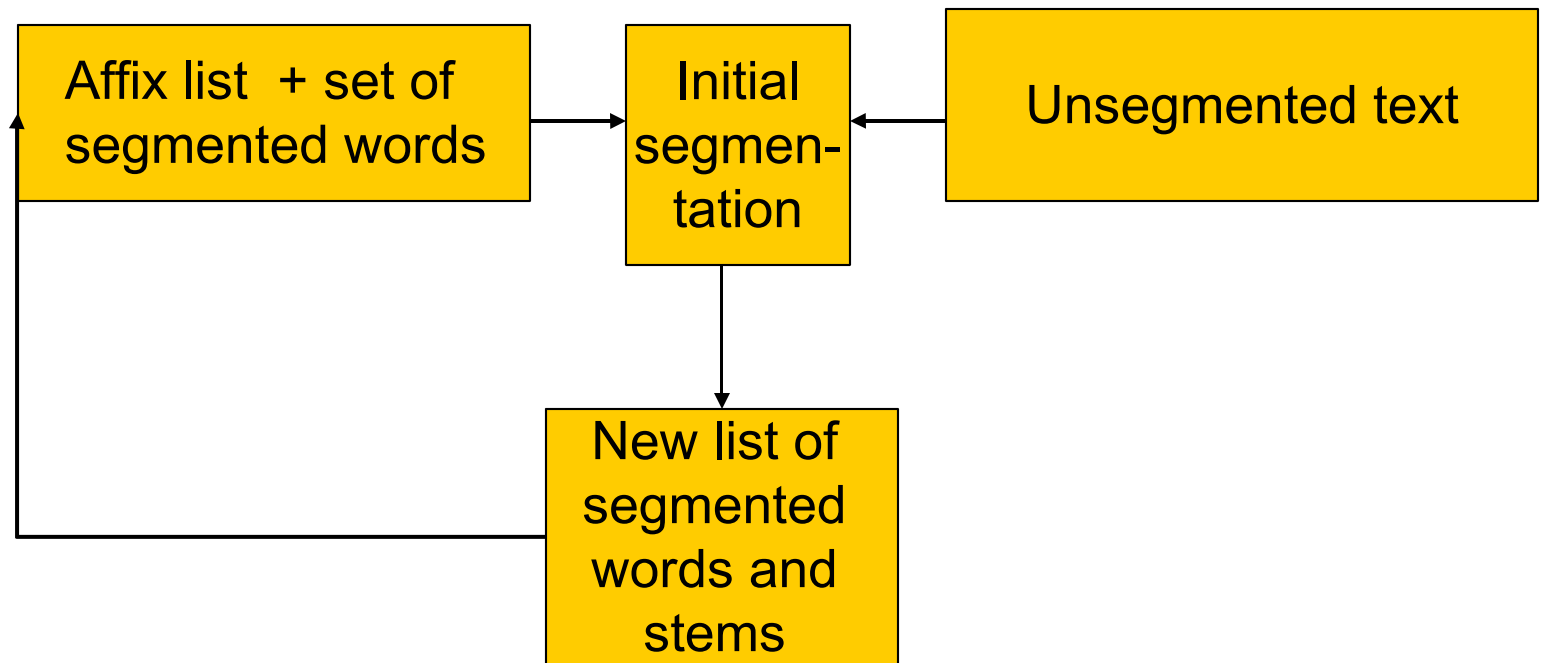 Affix list + set of
segmented words
Initial
segmen-
tation
Unsegmented text
New list of
segmented
words and
stems